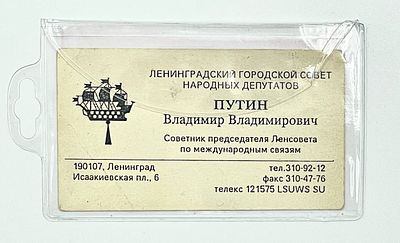 ЛЕНИНГРАДСКИЙ ГОРОДСКОЙ СОВЕТ
НАРОДНЫХ ДЕПУТАТОВ
ПУТИН
Владимир Владимирович
Советник председателя Ленсовета
по международным связям
190107, Ленинград
Исаакиевская пл., 6
тел.310-92-12
факс 310-47-76
телекс 121575 LSUWS SU